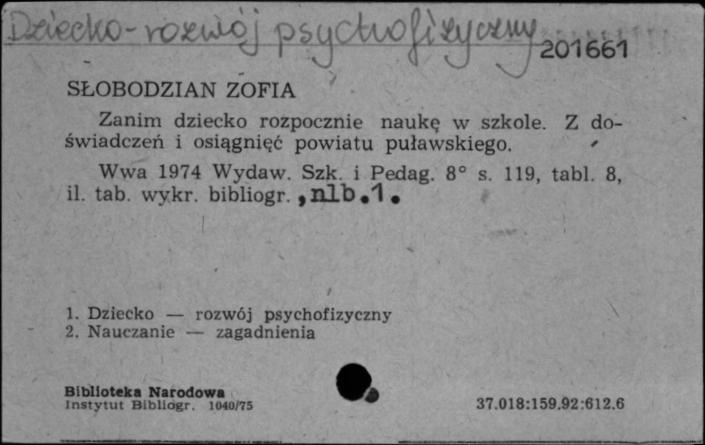 Dziecko - rozwój psychofizyczny
201661
SŁOBODZIAN ZOFIA
Zanim dziecko rozpocznie naukę w szkole. Z do-
świadczeń i osiągnięć powiatu puławskiego.
Wwa 1974 Wydaw. Szk. i Pedag. 8° s. 119, tabl. 8,
il. tab. wykr. bibliogr. , nlb.1.
1. Dziecko — rozwój psychofizyczny
2. Nauczanie — zagadnienia
Biblioteka Narodowa
Instytut Bibliogr. 1040/75
37.018:159.92:612.6